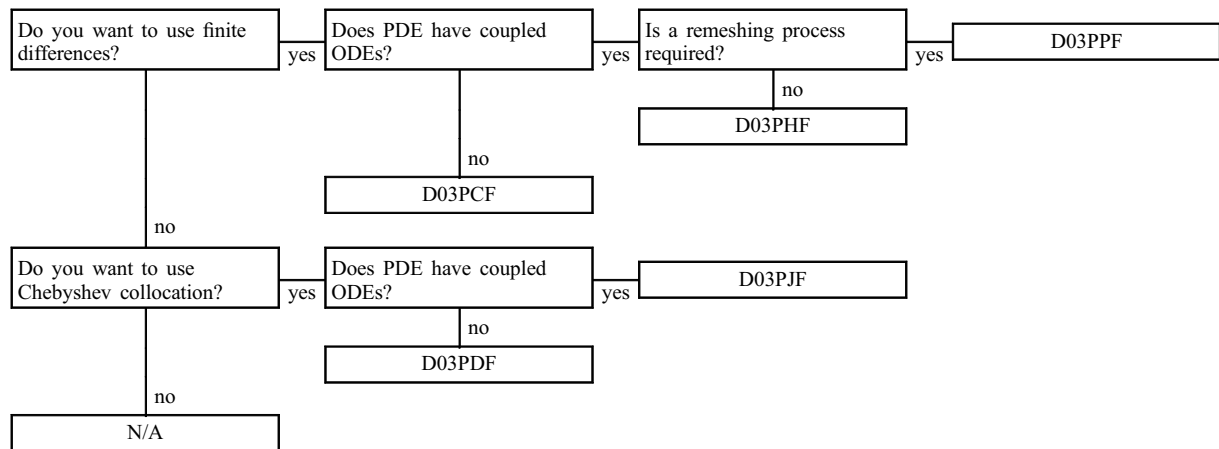 Do you want to use finite
differences?
yes
Does PDE have coupled
ODEs?
yes
Is a remeshing process
required?
yes
D03PPF
no
D03PHF
no
D03PCF
no
Do you want to use
Chebyshev collocation?
yes
Does PDE have coupled
ODEs?
yes
D03PJF
no
D03PDF
no
N/A